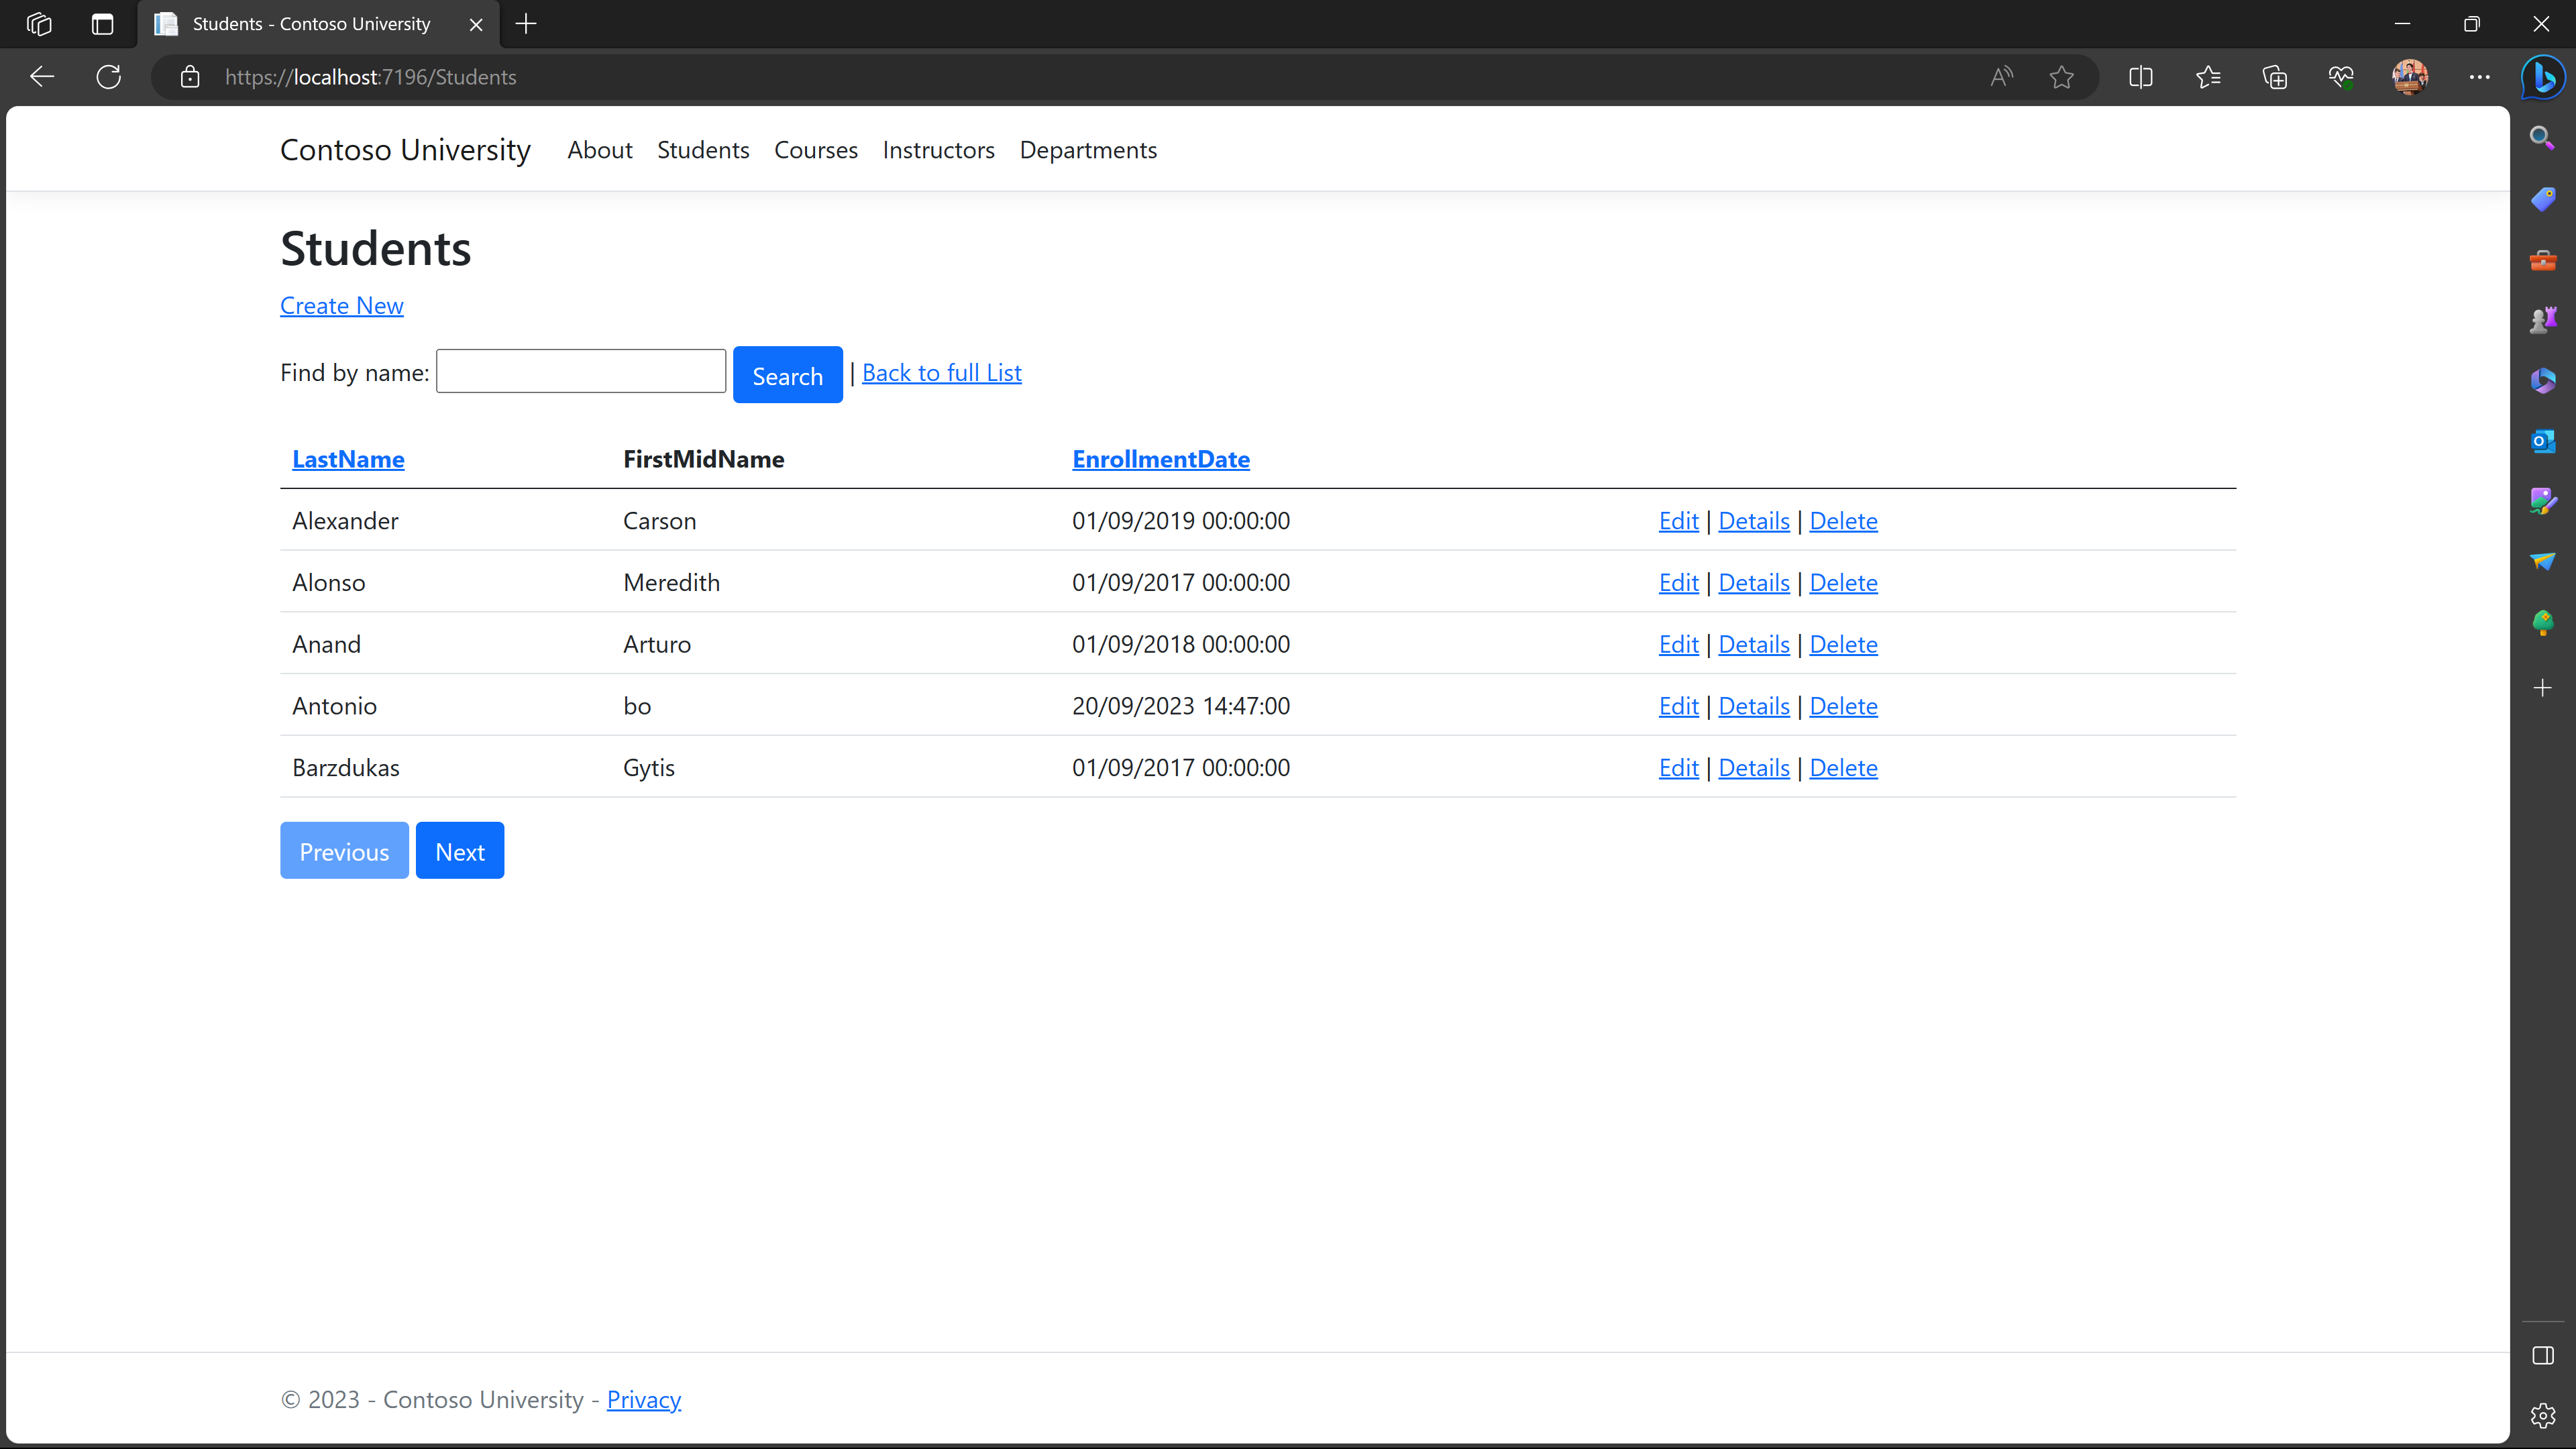 Students - Contoso University
https://localhost:7196/Students
Contoso University About Students Courses Instructors Departments
Students
Create New
Find by name: Search | Back to full List
LastName FirstMidName EnrollmentDate
Alexander Carson 01/09/2019 00:00:00 Edit | Details | Delete
Alonso Meredith 01/09/2017 00:00:00 Edit | Details | Delete
Anand Arturo 01/09/2018 00:00:00 Edit | Details | Delete
Antonio bo 20/09/2023 14:47:00 Edit | Details | Delete
Barzdukas Gytis 01/09/2017 00:00:00 Edit | Details | Delete
Previous Next
© 2023 - Contoso University - Privacy